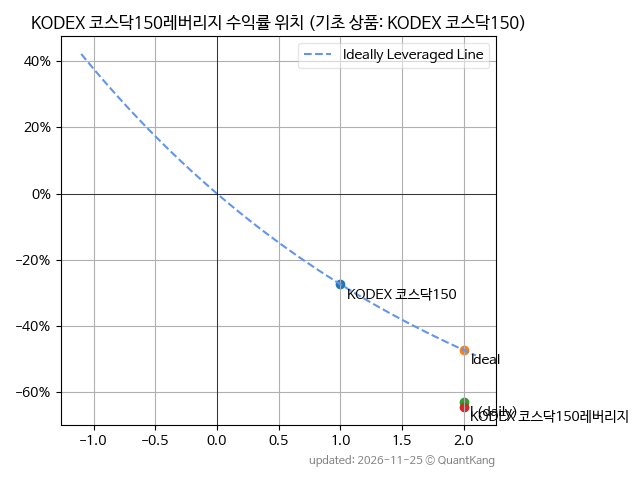 KODEX 코스닥150레버리지 수익률 위치 (기초 상품: KODEX 코스닥150)
Ideally Leveraged Line
40%
20%
0%
−20%
−40%
−60%
KODEX 코스닥150
Ideal
(daily)
KODEX 코스닥150레버리지
−1.0
−0.5
0.0
0.5
1.0
1.5
2.0
updated: 2026-11-25 © QuantKang